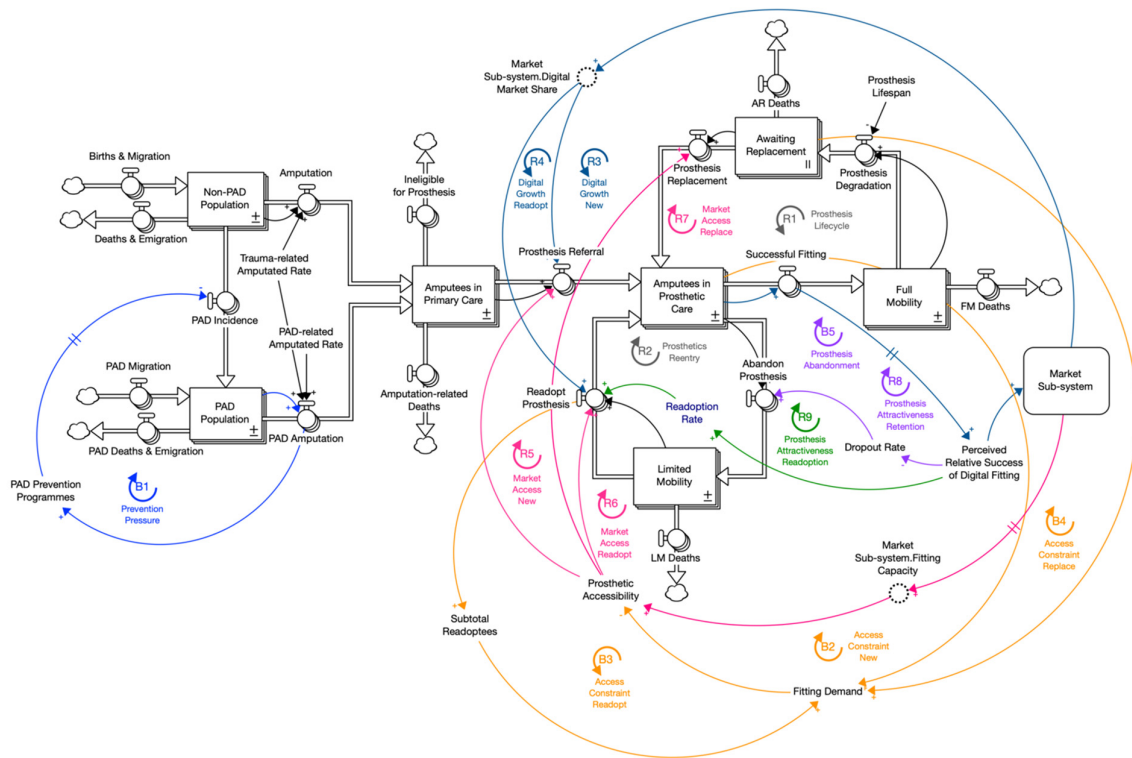 Market
Sub-system.Digital
Market Share
AR Deaths
Prosthesis
Lifespan
Awaiting
Replacement
Prosthesis
Replacement
Prosthesis
Degradation
Births & Migration
Amputation
Non-PAD
Population
Deaths & Emigration
Ineligible
for Prosthesis
R4
Digital
Growth
Readopt
R3
Digital
Growth
New
R7
Market
Access
Replace
R1
Prosthesis
Lifecycle
Trauma-related
Amputated Rate
Prosthesis Referral
Successful Fitting
Amputees in
Primary Care
Amputees in
Prosthetic
Care
Full
Mobility
FM Deaths
PAD Incidence
PAD-related
Amputated Rate
R2
Prosthetics
Reentry
B5
Prosthesis
Abandonment
Abandon
Prosthesis
R8
Prosthesis
Attractiveness
Retention
Market
Sub-system
PAD Migration
PAD
Population
PAD Amputation
PAD Deaths & Emigration
Amputation-related
Deaths
Readopt
Prosthesis
Readoption
Rate
R9
Prosthesis
Attractiveness
Readoption
Dropout Rate
Perceived
Relative Success
of Digital Fitting
R5
Market
Access
New
Limited
Mobility
R6
Market
Access
Readopt
PAD Prevention
Programmes
B1
Prevention
Pressure
LM Deaths
B4
Access
Constraint
Replace
Market
Sub-system.Fitting
Capacity
Prosthetic
Accessibility
Subtotal
Readoptees
B3
Access
Constraint
Readopt
B2
Access
Constraint
New
Fitting Demand